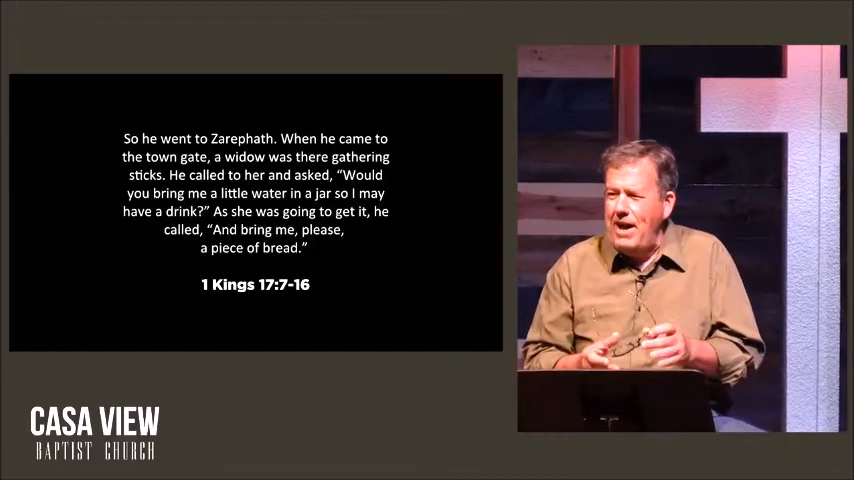 So he went to Zarephath. When he came to
the town gate, a widow was there gathering
sticks. He called to her and asked, “Would
you bring me a little water in a jar so I may
have a drink?” As she was going to get it, he
called, “And bring me, please,
a piece of bread.”
1 Kings 17:7-16
CASA VIEW
BAPTIST CHURCH